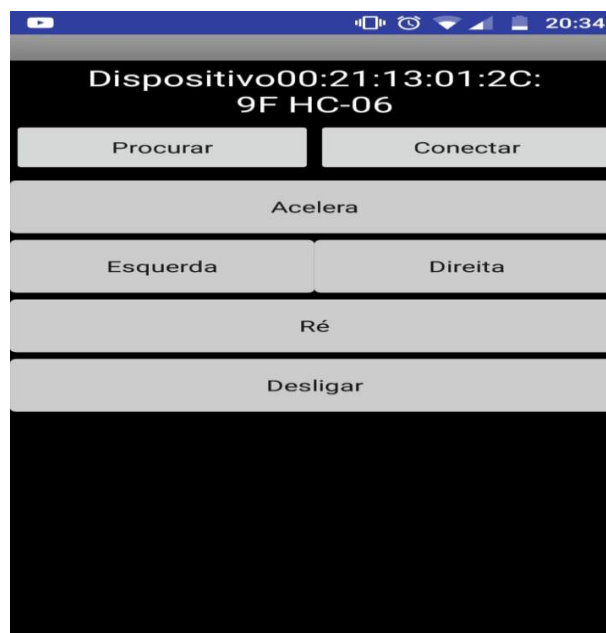 20:34
Dispositivo00:21:13:01:2C:
9F HC-06
Procurar Conectar
Acelera
Esquerda Direita
Ré
Desligar